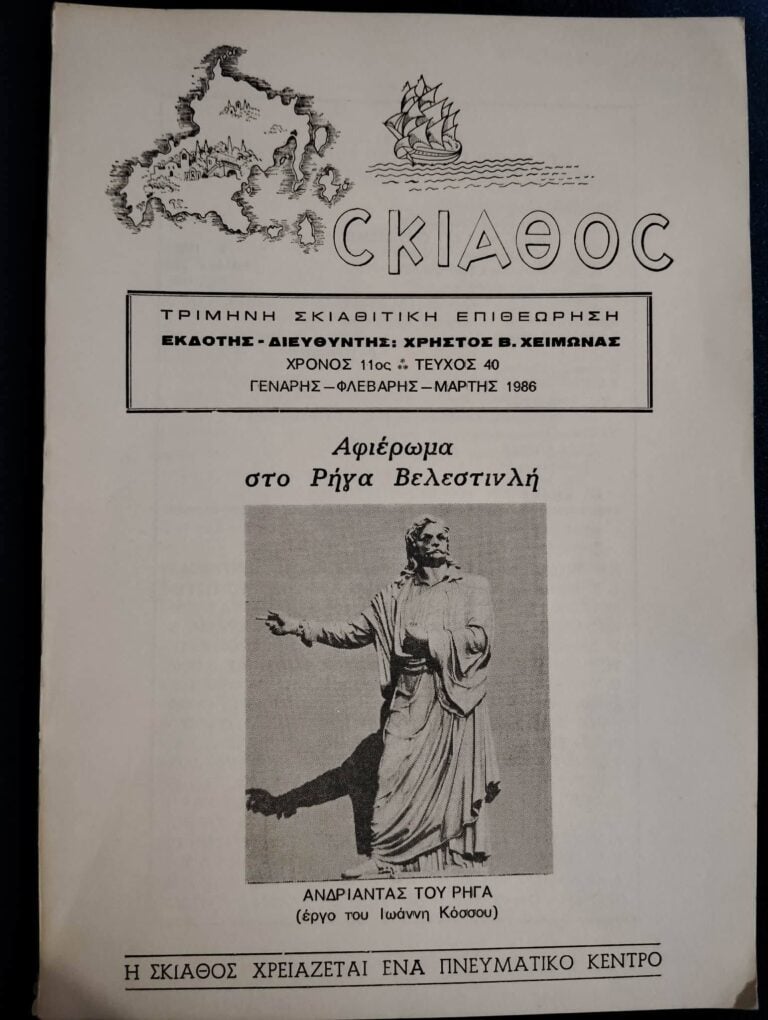 ϹΚΙΑΘΟϹ
ΤΡΙΜΗΝΗ ΣΚΙΑΘΙΤΙΚΗ ΕΠΙΘΕΩΡΗΣΗ
ΕΚΔΟΤΗΣ - ΔΙΕΥΘΥΝΤΗΣ: ΧΡΗΣΤΟΣ Β. ΧΕΙΜΩΝΑΣ
ΧΡΟΝΟΣ 11ος ⁂ ΤΕΥΧΟΣ 40
ΓΕΝΑΡΗΣ – ΦΛΕΒΑΡΗΣ – ΜΑΡΤΗΣ 1986
Αφιέρωμα
στο Ρήγα Βελεστινλή
ΑΝΔΡΙΑΝΤΑΣ ΤΟΥ ΡΗΓΑ
(έργο του Ιωάννη Κόσσου)
Η ΣΚΙΑΘΟΣ ΧΡΕΙΑΖΕΤΑΙ ΕΝΑ ΠΝΕΥΜΑΤΙΚΟ ΚΕΝΤΡΟ